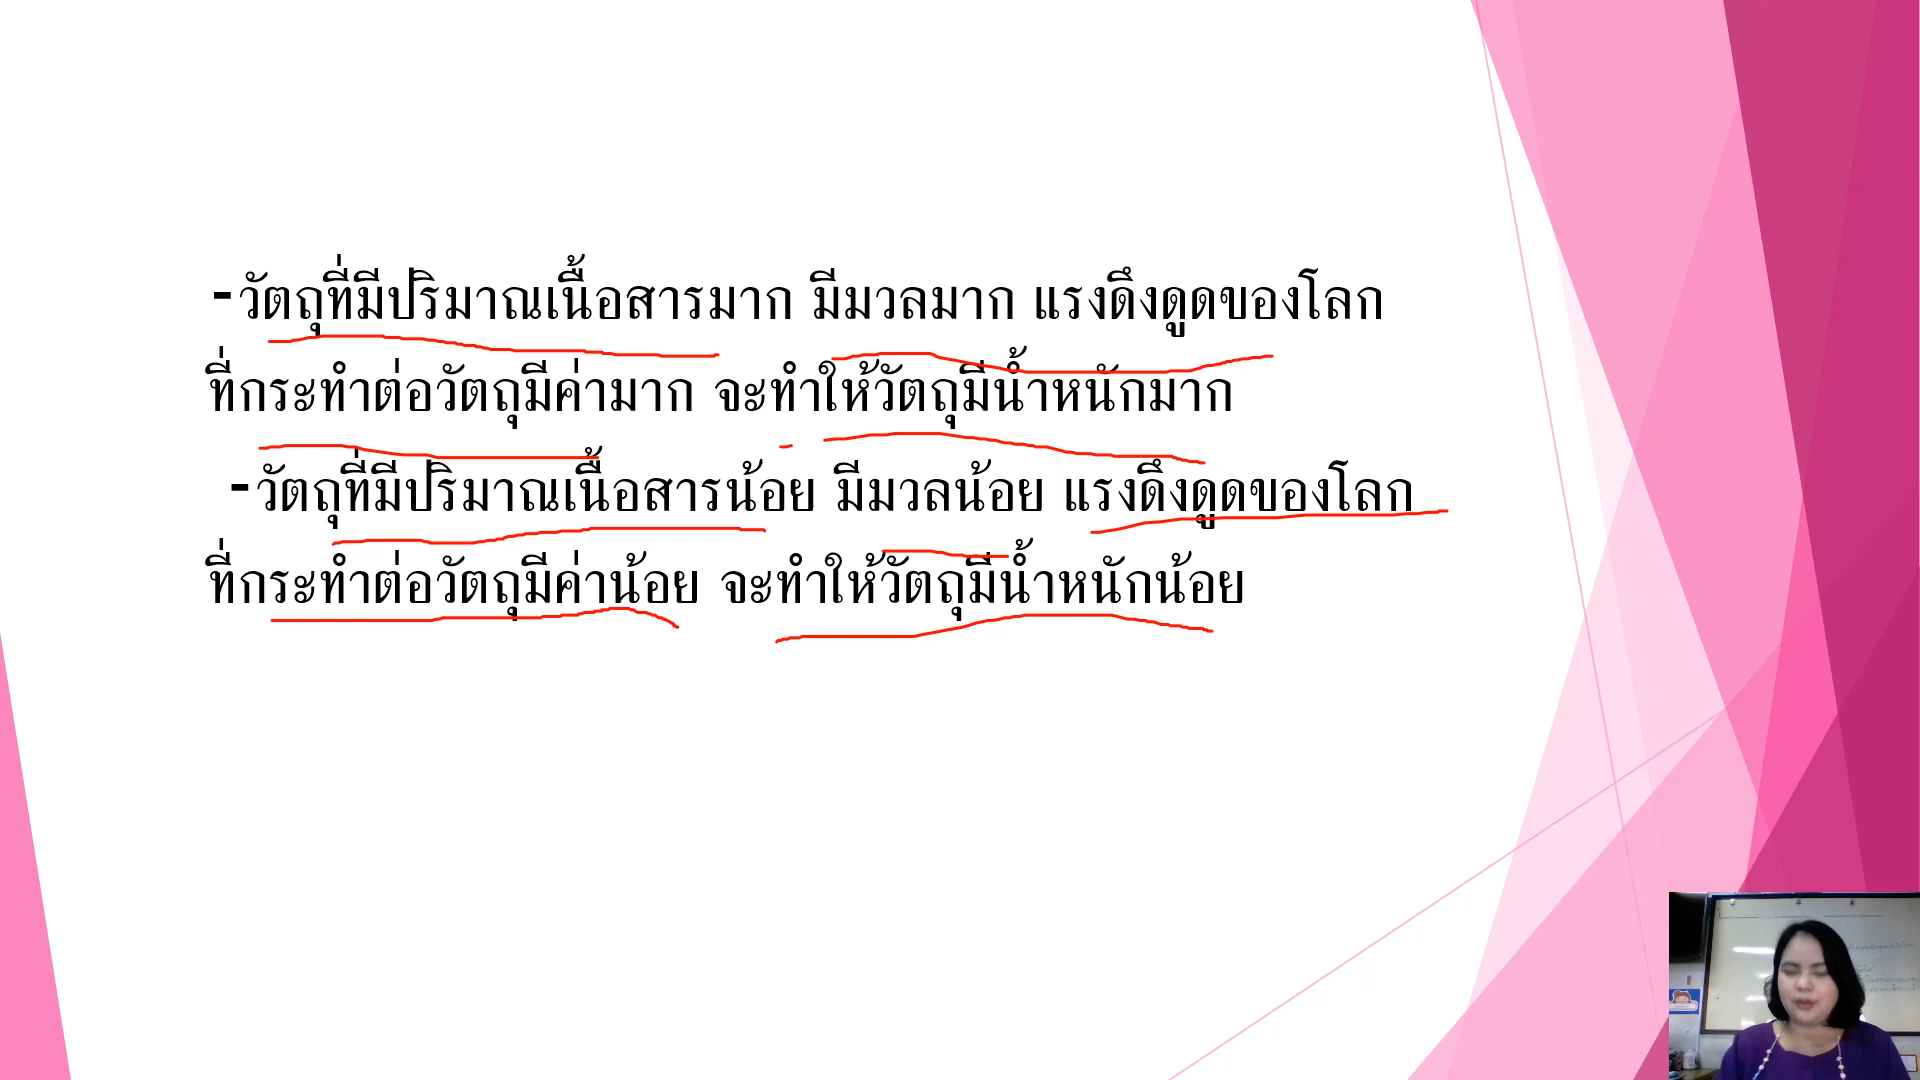 -วัตถุที่มีปริมาณเนื้อสารมาก มีมวลมาก แรงดึงดูดของโลก
ที่กระทำต่อวัตถุมีค่ามาก จะทำให้วัตถุมีน้ำหนักมาก
-วัตถุที่มีปริมาณเนื้อสารน้อย มีมวลน้อย แรงดึงดูดของโลก
ที่กระทำต่อวัตถุมีค่าน้อย จะทำให้วัตถุมีน้ำหนักน้อย